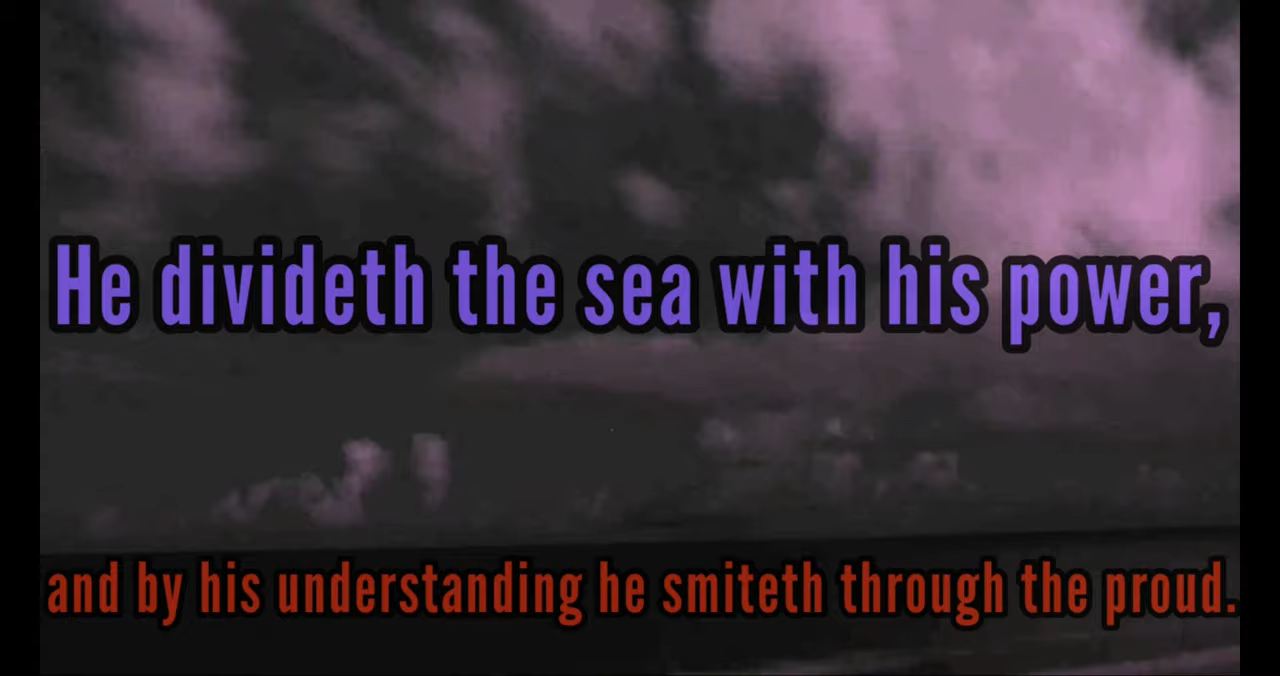 He divideth the sea with his power,
and by his understanding he smiteth through the proud.